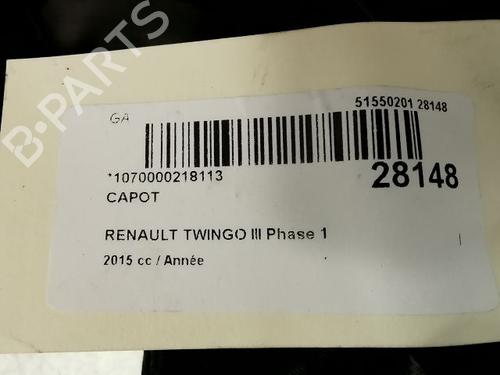 B-PARTS
GA
51550201 28148
*1070000218113
28148
CAPOT
RENAULT TWINGO III Phase 1
2015 cc / Année